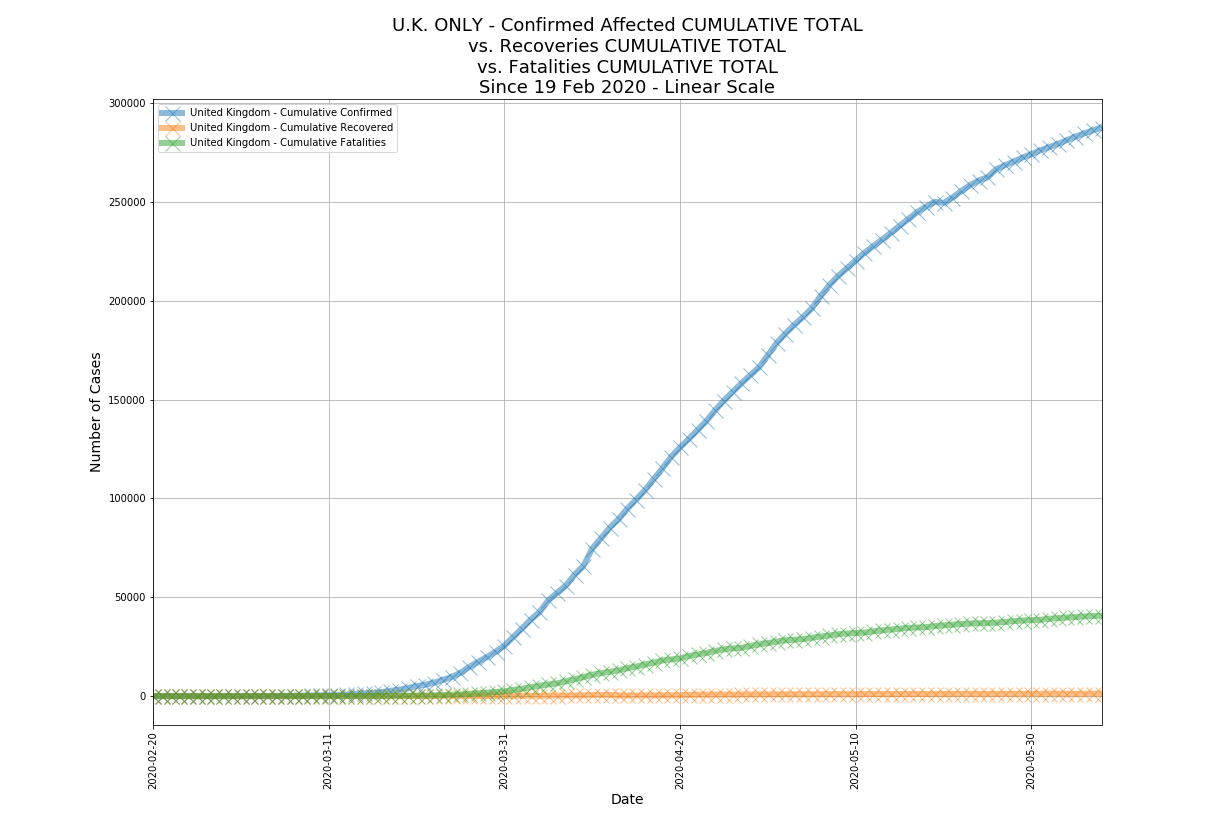 U.K. ONLY - Confirmed Affected CUMULATIVE TOTAL
vs. Recoveries CUMULATIVE TOTAL
vs. Fatalities CUMULATIVE TOTAL
Since 19 Feb 2020 - Linear Scale
United Kingdom - Cumulative Confirmed
United Kingdom - Cumulative Recovered
United Kingdom - Cumulative Fatalities
Number of Cases
300000
250000
200000
150000
100000
50000
0
2020-02-20
2020-03-11
2020-03-31
2020-04-20
2020-05-10
2020-05-30
Date